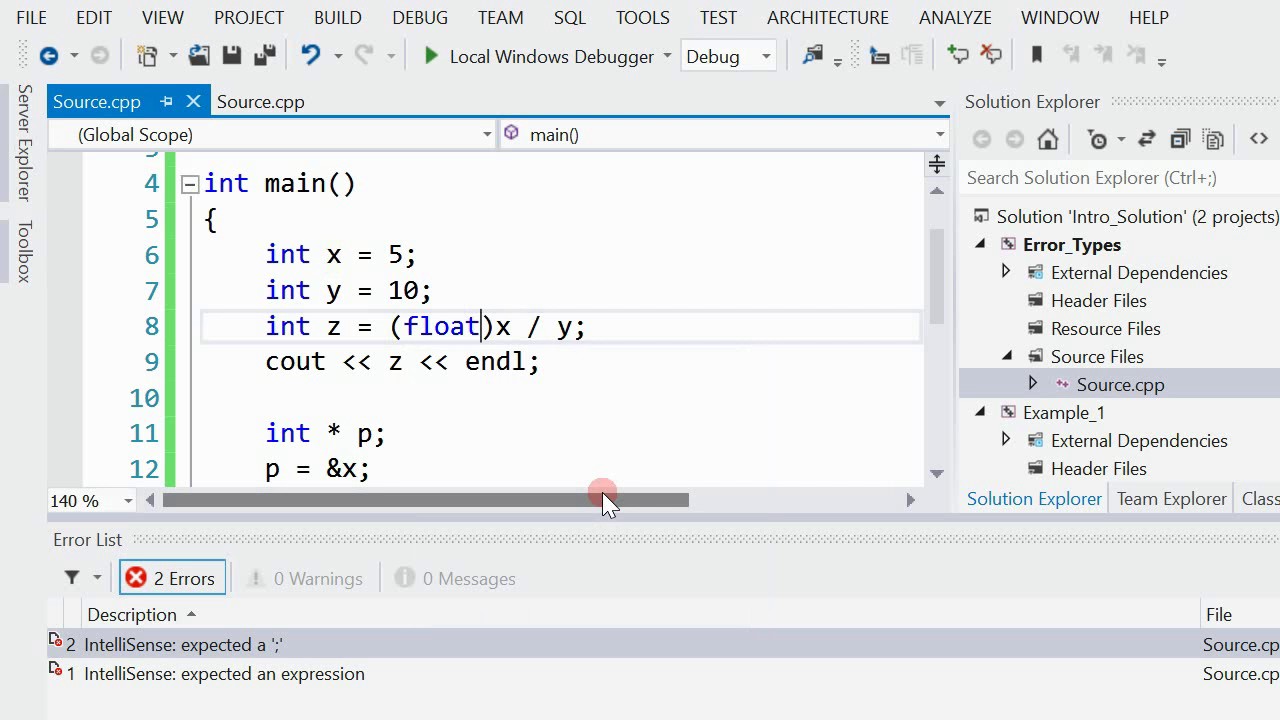 FILE EDIT VIEW PROJECT BUILD DEBUG TEAM SQL TOOLS TEST ARCHITECTURE ANALYZE WINDOW HELP
Local Windows Debugger Debug
Server Explorer
Toolbox
Source.cpp Source.cpp
(Global Scope) main()
4 int main()
5 {
6 int x = 5;
7 int y = 10;
8 int z = (float)x / y;
9 cout << z << endl;
10
11 int * p;
12 p = &x;
140 %
Solution Explorer
Search Solution Explorer (Ctrl+;)
Solution 'Intro_Solution' (2 projects)
Error_Types
External Dependencies
Header Files
Resource Files
Source Files
Source.cpp
Example_1
External Dependencies
Header Files
Solution Explorer Team Explorer Class
Error List
2 Errors 0 Warnings 0 Messages
Description File
2 IntelliSense: expected a ';' Source.cp
1 IntelliSense: expected an expression Source.cp